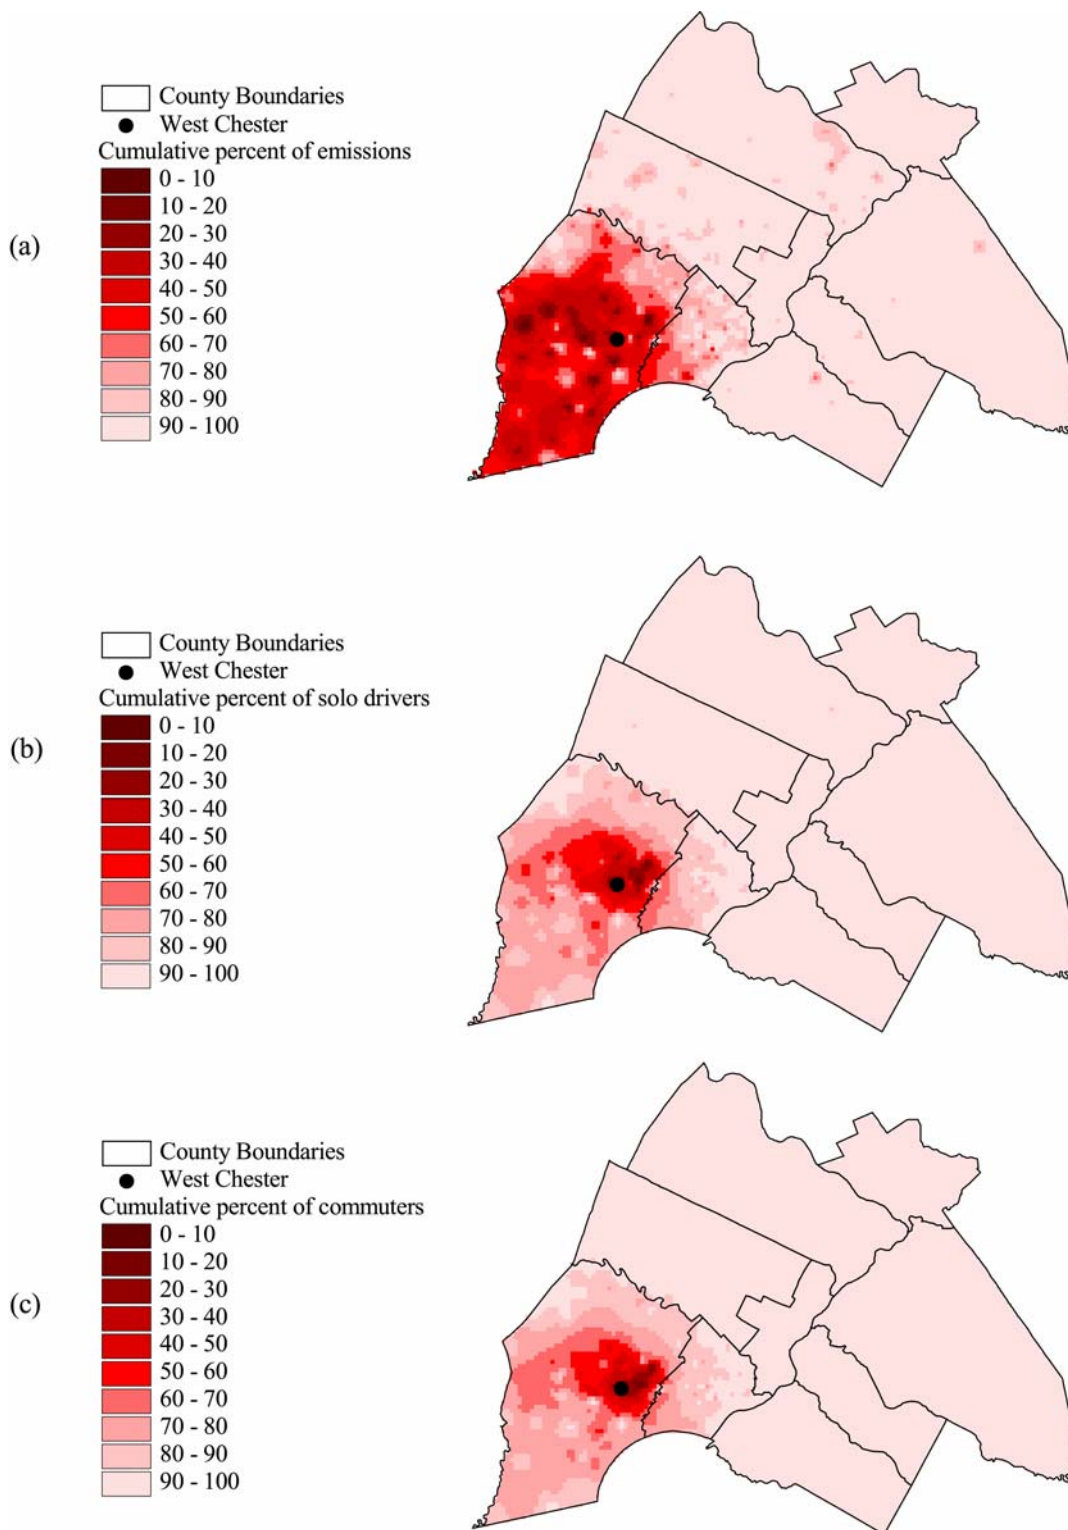 County Boundaries
West Chester
Cumulative percent of emissions
0 - 10
10 - 20
20 - 30
30 - 40
(a)
40 - 50
50 - 60
60 - 70
70 - 80
80 - 90
90 - 100
County Boundaries
West Chester
Cumulative percent of solo drivers
0 - 10
(b)
10 - 20
20 - 30
30 - 40
40 - 50
50 - 60
60 - 70
70 - 80
80 - 90
90 - 100
County Boundaries
West Chester
Cumulative percent of commuters
0 - 10
10 - 20
20 - 30
(c)
30 - 40
40 - 50
50 - 60
60 - 70
70 - 80
80 - 90
90 - 100